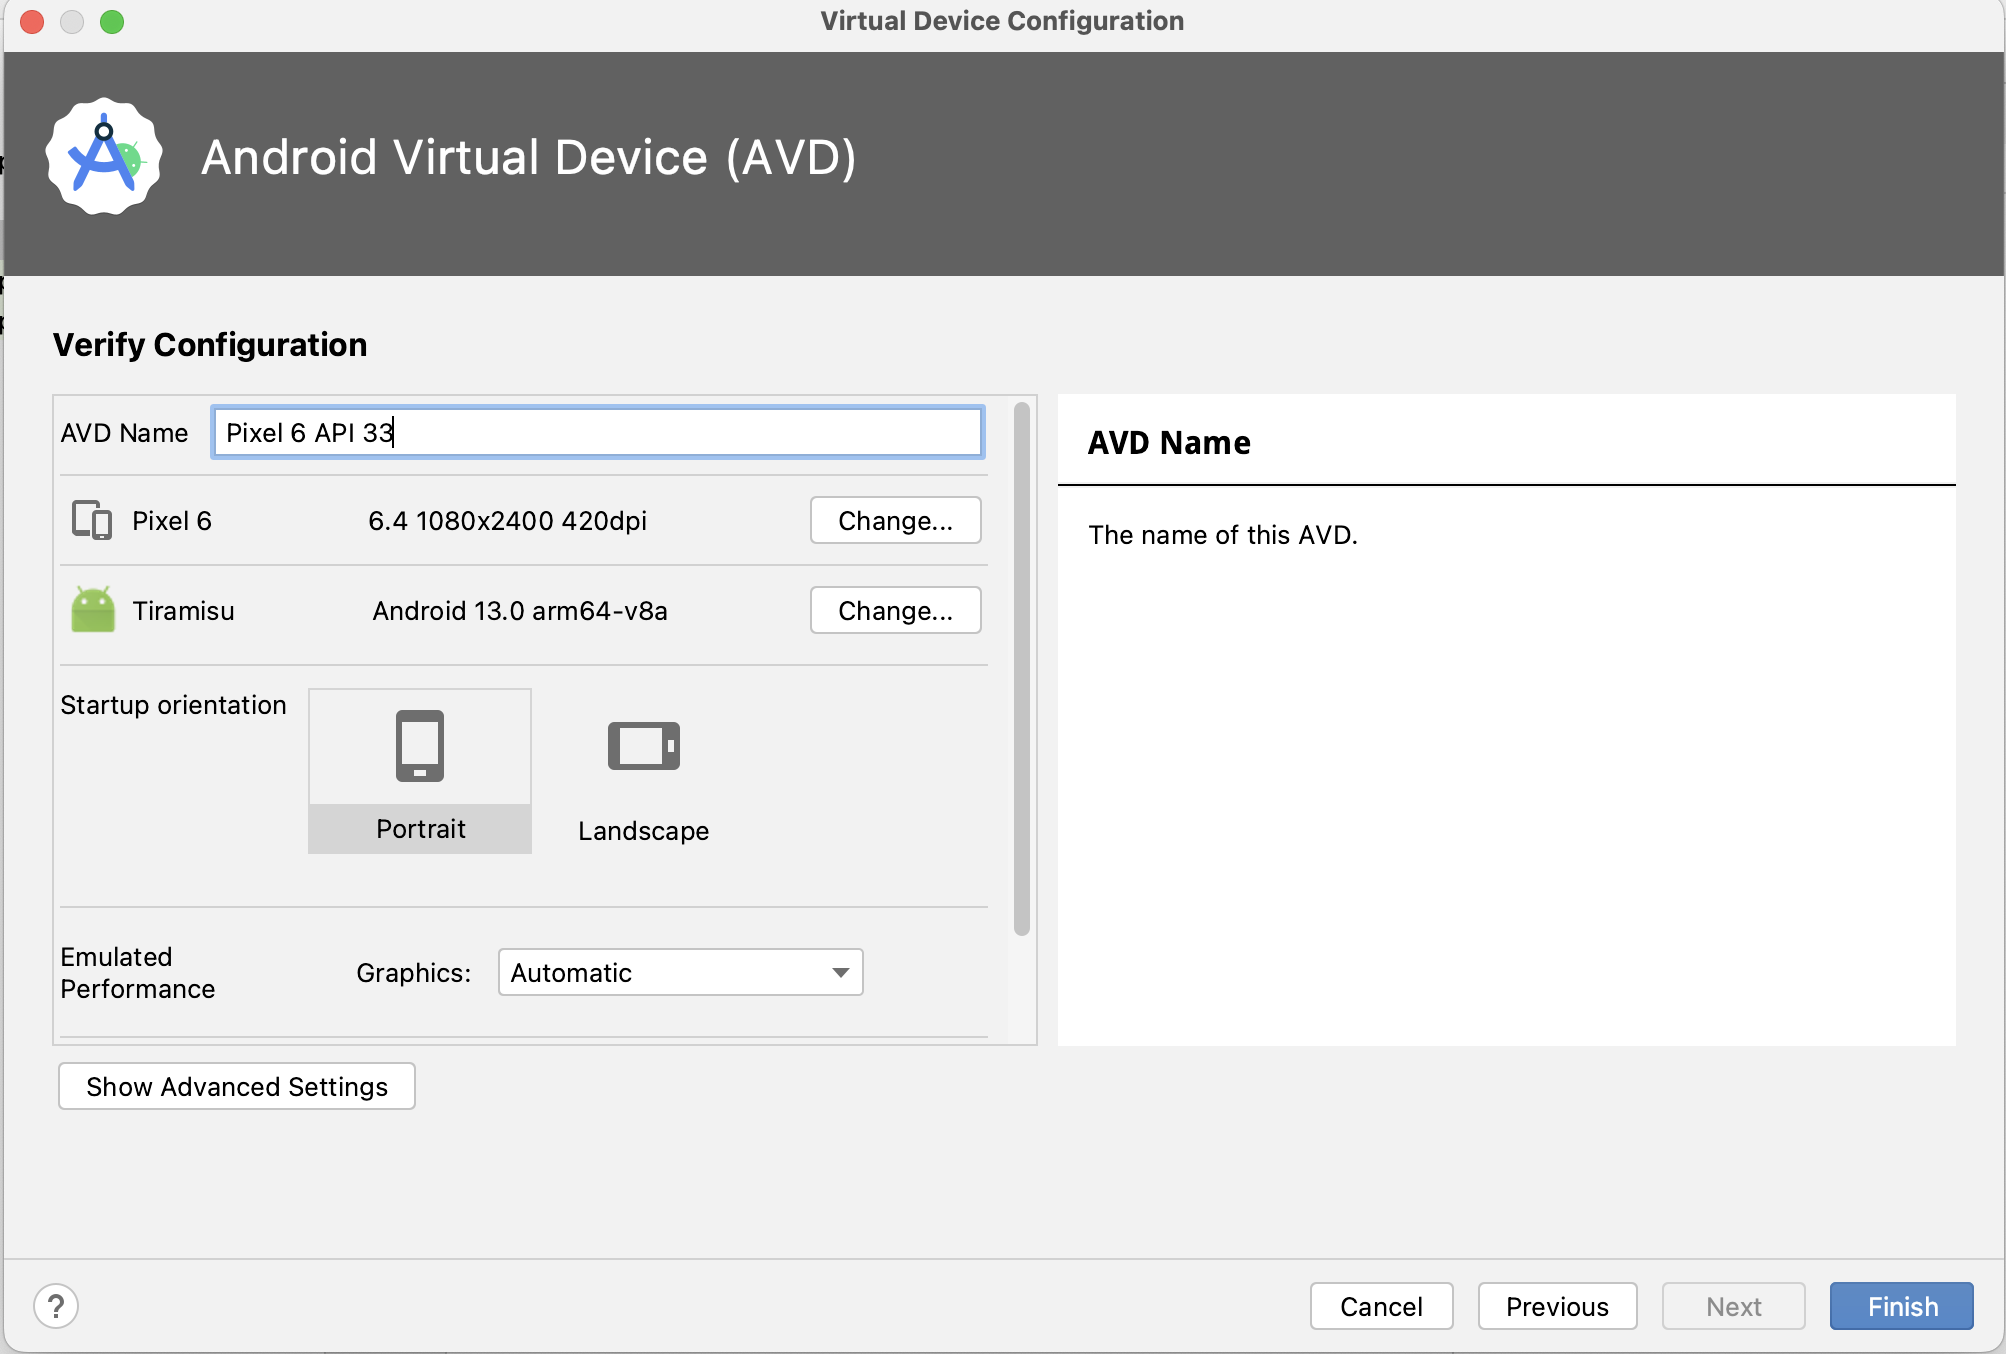 Virtual Device Configuration
Android Virtual Device (AVD)
Verify Configuration
AVD Name Pixel 6 API 33
Pixel 6 6.4 1080x2400 420dpi Change...
Tiramisu Android 13.0 arm64-v8a Change...
Startup orientation
Portrait Landscape
Emulated
Performance
Graphics: Automatic
Show Advanced Settings
AVD Name
The name of this AVD.
? Cancel Previous Next Finish